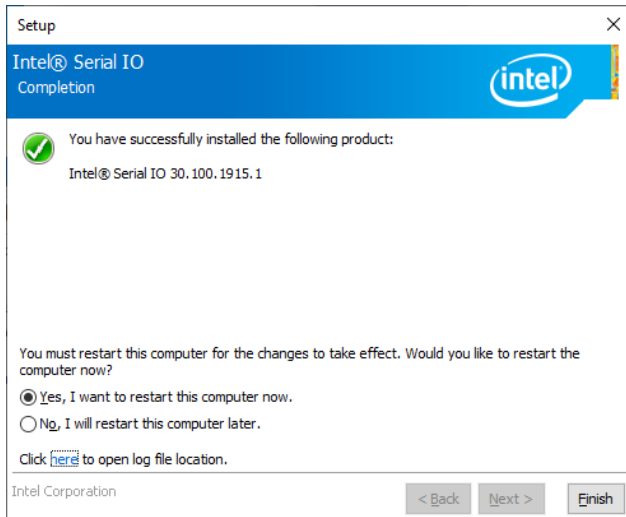 Setup
Intel® Serial IO
Completion
intel
You have successfully installed the following product:
Intel® Serial IO 30.100.1915.1
You must restart this computer for the changes to take effect. Would you like to restart the
computer now?
Yes, I want to restart this computer now.
No, I will restart this computer later.
Click here to open log file location.
Intel Corporation
< Back Next > Finish